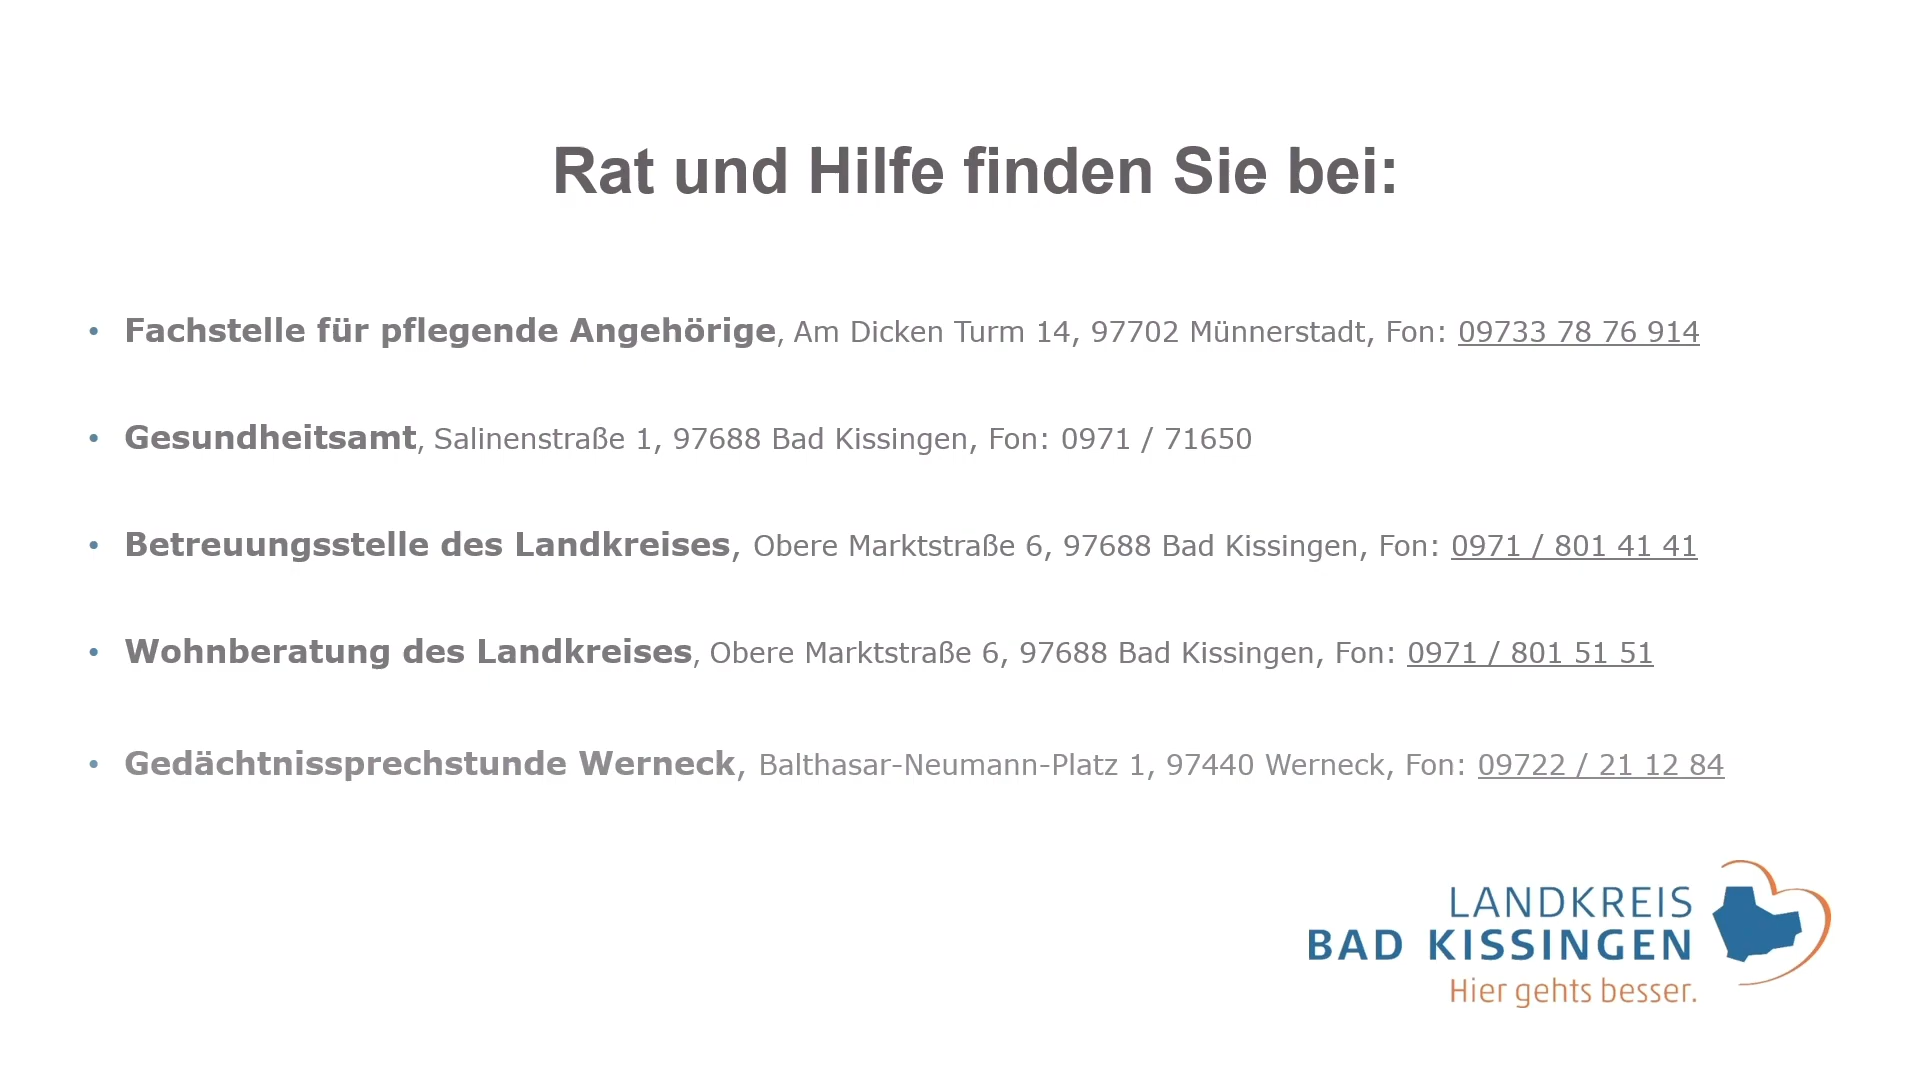 Rat und Hilfe finden Sie bei:
• Fachstelle für pflegende Angehörige, Am Dicken Turm 14, 97702 Münnerstadt, Fon: 09733 78 76 914
• Gesundheitsamt, Salinenstraße 1, 97688 Bad Kissingen, Fon: 0971 / 71650
• Betreuungsstelle des Landkreises, Obere Marktstraße 6, 97688 Bad Kissingen, Fon: 0971 / 801 41 41
• Wohnberatung des Landkreises, Obere Marktstraße 6, 97688 Bad Kissingen, Fon: 0971 / 801 51 51
• Gedächtnissprechstunde Werneck, Balthasar-Neumann-Platz 1, 97440 Werneck, Fon: 09722 / 21 12 84
LANDKREIS
BAD KISSINGEN
Hier gehts besser.